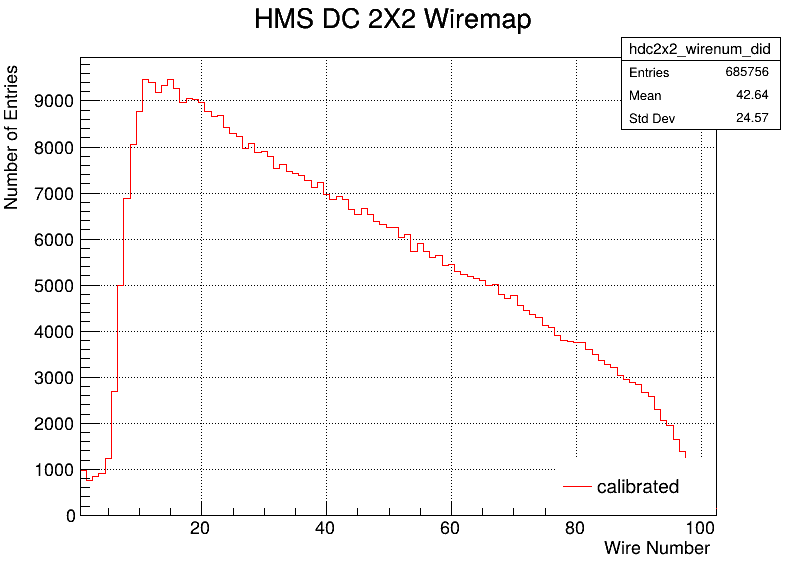 HMS DC 2X2 Wiremap
hdc2x2_wirenum_did
Entries 685756
Mean 42.64
Std Dev 24.57
Number of Entries
9000
8000
7000
6000
5000
4000
3000
2000
1000
0
calibrated
20 40 60 80 100
Wire Number